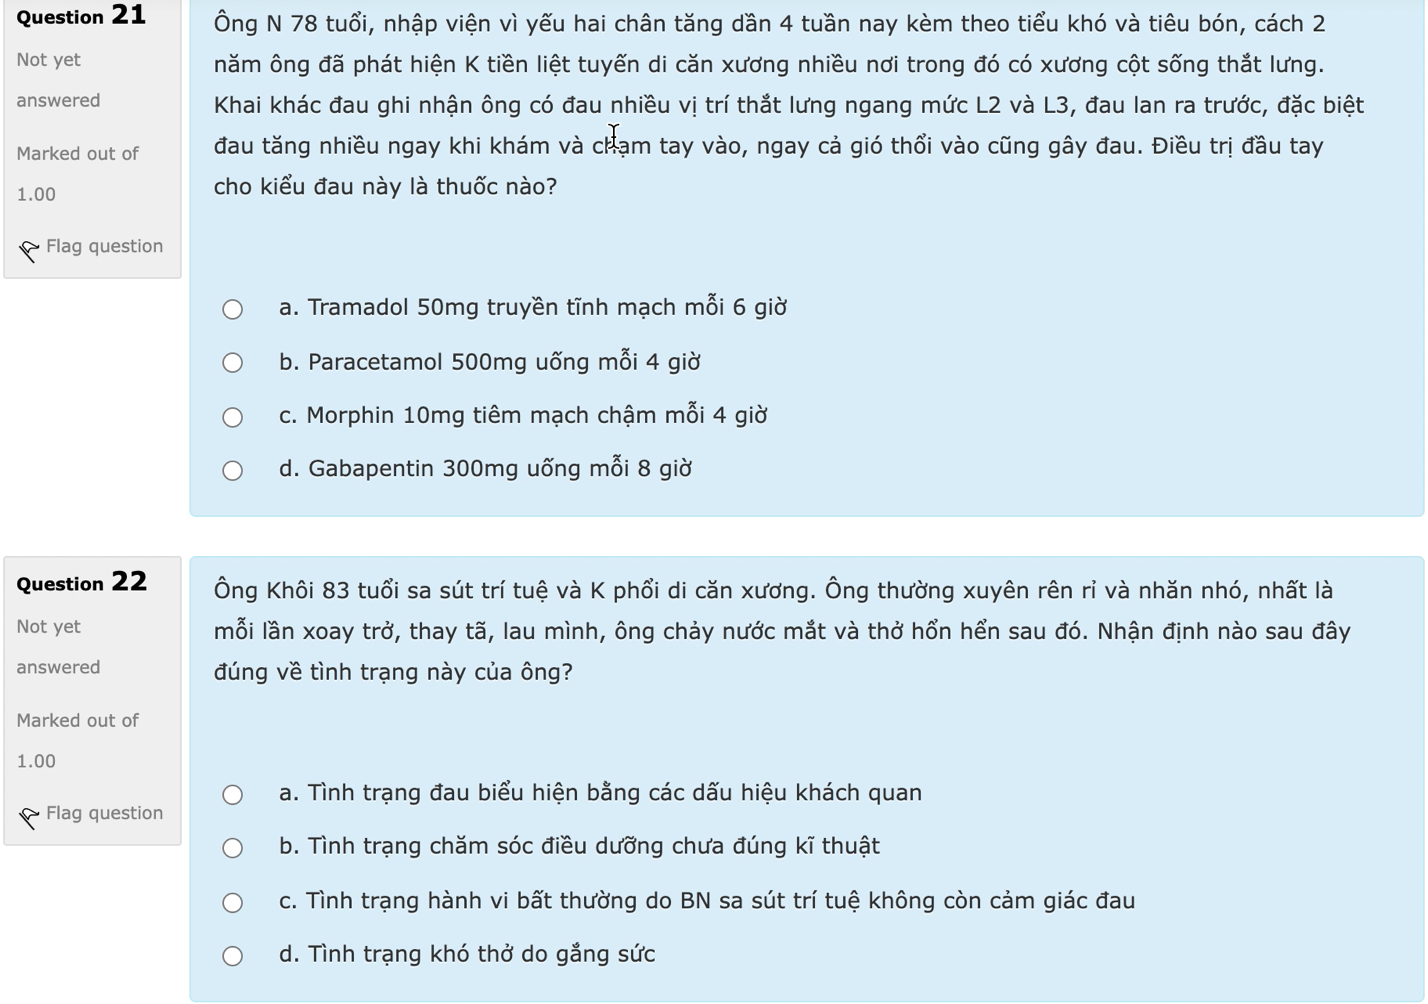 Question 21
Not yet
answered
Marked out of
1.00
Flag question
Ông N 78 tuổi, nhập viện vì yếu hai chân tăng dần 4 tuần nay kèm theo tiểu khó và tiêu bón, cách 2
năm ông đã phát hiện K tiền liệt tuyến di căn xương nhiều nơi trong đó có xương cột sống thắt lưng.
Khai khác đau ghi nhận ông có đau nhiều vị trí thắt lưng ngang mức L2 và L3, đau lan ra trước, đặc biệt
đau tăng nhiều ngay khi khám và chạm tay vào, ngay cả gió thổi vào cũng gây đau. Điều trị đầu tay
cho kiểu đau này là thuốc nào?
a. Tramadol 50mg truyền tĩnh mạch mỗi 6 giờ
b. Paracetamol 500mg uống mỗi 4 giờ
c. Morphin 10mg tiêm mạch chậm mỗi 4 giờ
d. Gabapentin 300mg uống mỗi 8 giờ
Question 22
Not yet
answered
Marked out of
1.00
Flag question
Ông Khôi 83 tuổi sa sút trí tuệ và K phổi di căn xương. Ông thường xuyên rên rỉ và nhăn nhó, nhất là
mỗi lần xoay trở, thay tã, lau mình, ông chảy nước mắt và thở hổn hển sau đó. Nhận định nào sau đây
đúng về tình trạng này của ông?
a. Tình trạng đau biểu hiện bằng các dấu hiệu khách quan
b. Tình trạng chăm sóc điều dưỡng chưa đúng kĩ thuật
c. Tình trạng hành vi bất thường do BN sa sút trí tuệ không còn cảm giác đau
d. Tình trạng khó thở do gắng sức